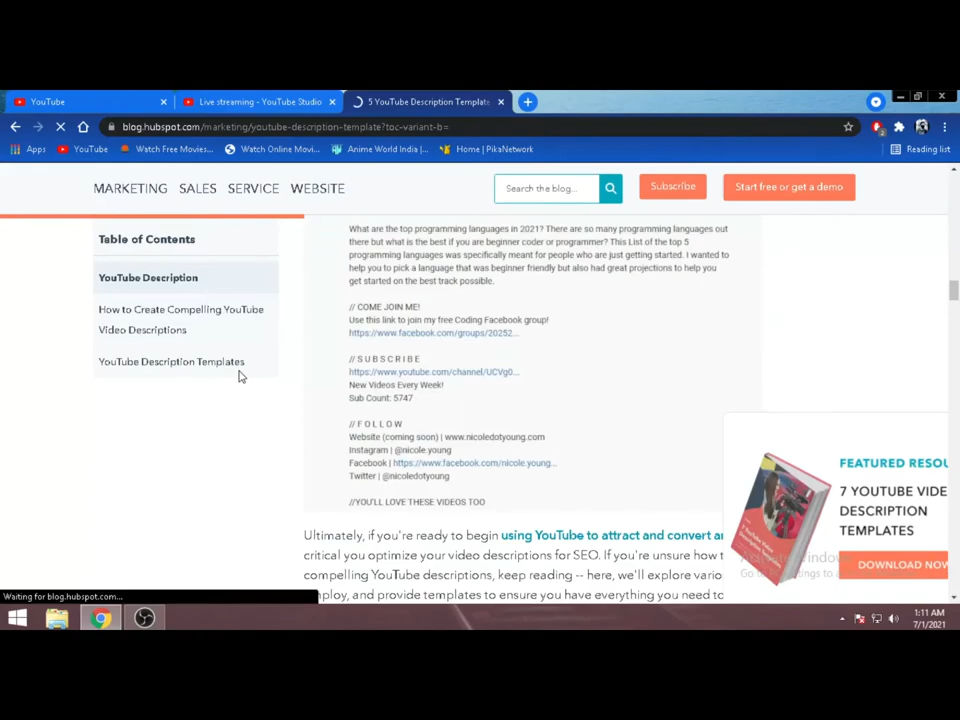 YouTube
Live streaming - YouTube Studio
5 YouTube Description Template
blog.hubspot.com/marketing/youtube-description-template?toc-variant-b=
Apps
YouTube
Watch Free Movies...
Watch Online Movi...
Anime World India |...
Home | PikaNetwork
Reading list
MARKETING SALES SERVICE WEBSITE
Search the blog...
Subscribe
Start free or get a demo
Table of Contents
YouTube Description
How to Create Compelling YouTube
Video Descriptions
YouTube Description Templates
What are the top programming languages in 2021? There are so many programming languages out
there but what is the best if you are beginner coder or programmer? This List of the top 5
programming languages was specifically meant for people who are just getting started. I wanted to
help you to pick a language that was beginner friendly but also had great projections to help you
get started on the best track possible.
// COME JOIN ME!
Use this link to join my free Coding Facebook group!
https://www.facebook.com/groups/20252...
// S U B S C R I B E
https://www.youtube.com/channel/UCVg0...
New Videos Every Week!
Sub Count: 5747
// F O L L O W
Website (coming soon) | www.nicoledotyoung.com
Instagram | @nicole.young
Facebook | https://www.facebook.com/nicole.young...
Twitter | @nicoledotyoung
//YOU'LL LOVE THESE VIDEOS TOO
Ultimately, if you're ready to begin using YouTube to attract and convert
critical you optimize your video descriptions for SEO. If you're unsure how
compelling YouTube descriptions, keep reading -- here, we'll explore
and provide templates to ensure you have everything you need to
FEATURED RESOU
7 YOUTUBE VIDE
DESCRIPTION
TEMPLATES
DOWNLOAD NOW
Waiting for blog.hubspot.com...
1:11 AM
7/1/2021